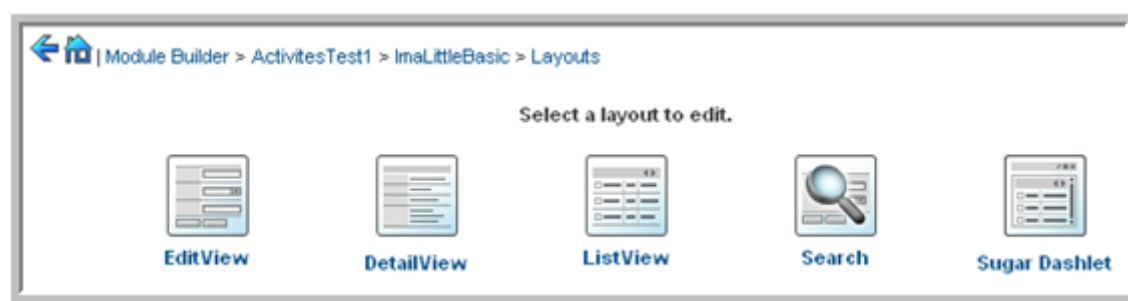 | Module Builder > ActivitesTest1 > ImaLittleBasic > Layouts
Select a layout to edit.
EditView DetailView ListView Search Sugar Dashlet